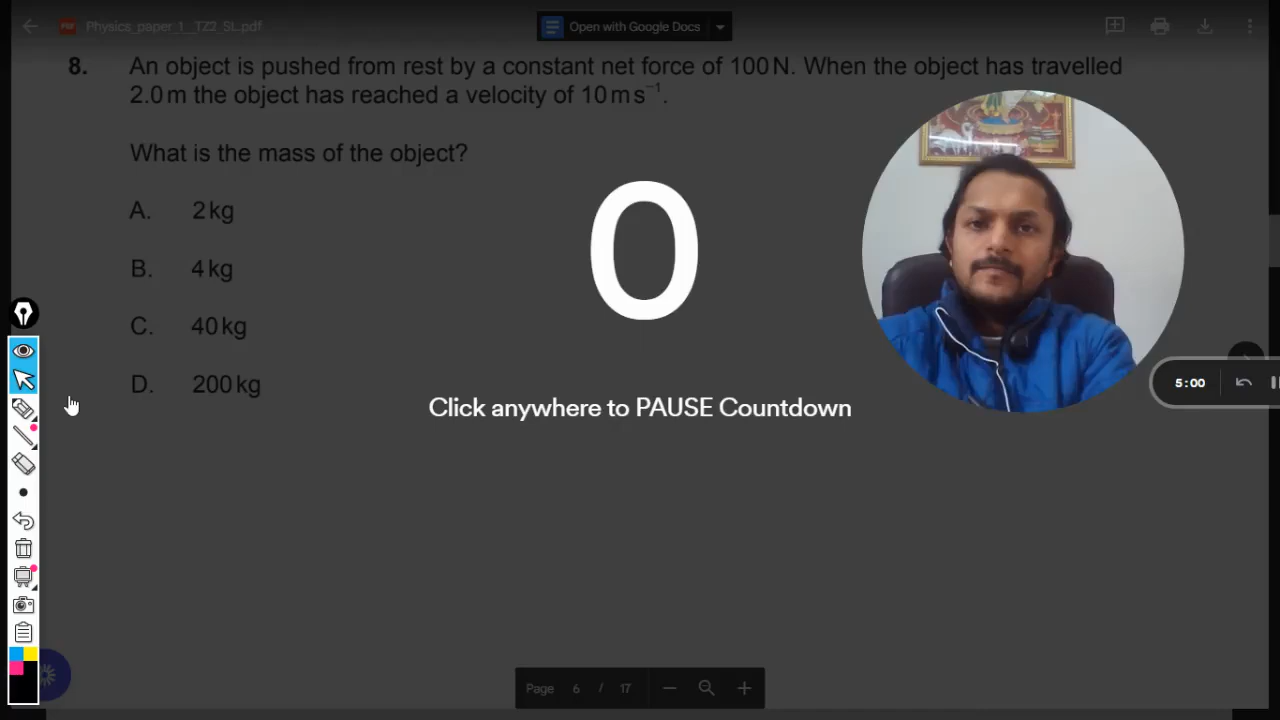 Physics_paper_1__TZ2_SL.pdf
Open with Google Docs
8. An object is pushed from rest by a constant net force of 100 N. When the object has travelled
2.0 m the object has reached a velocity of 10 m s⁻¹.
What is the mass of the object?
A. 2 kg
B. 4 kg
C. 40 kg
D. 200 kg
0
Click anywhere to PAUSE Countdown
5:00
Page 6 / 17